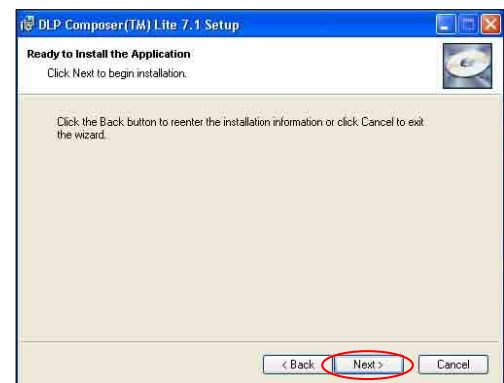 DLP Composer(TM) Lite 7.1 Setup
Ready to Install the Application
Click Next to begin installation.
Click the Back button to reenter the installation information or click Cancel to exit
the wizard.
< Back Next > Cancel